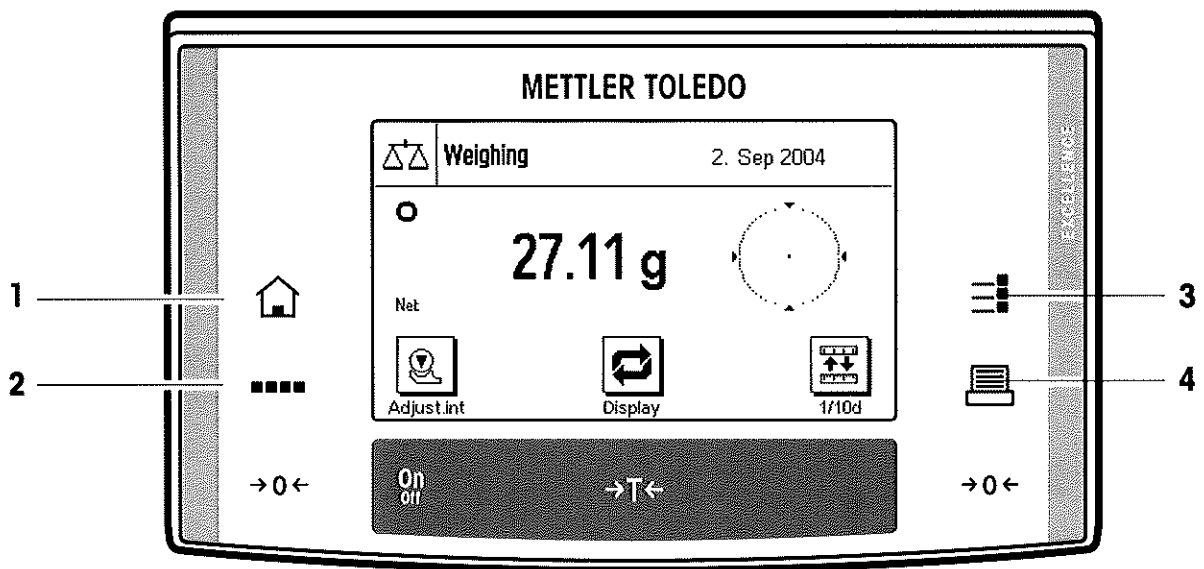 METTLER TOLEDO
EXCELLENCE
Weighing 2. Sep 2004
27.11 g
Net
1
3
2
4
Adjust.int Display 1/10d
→0← On →T← →0←
Off